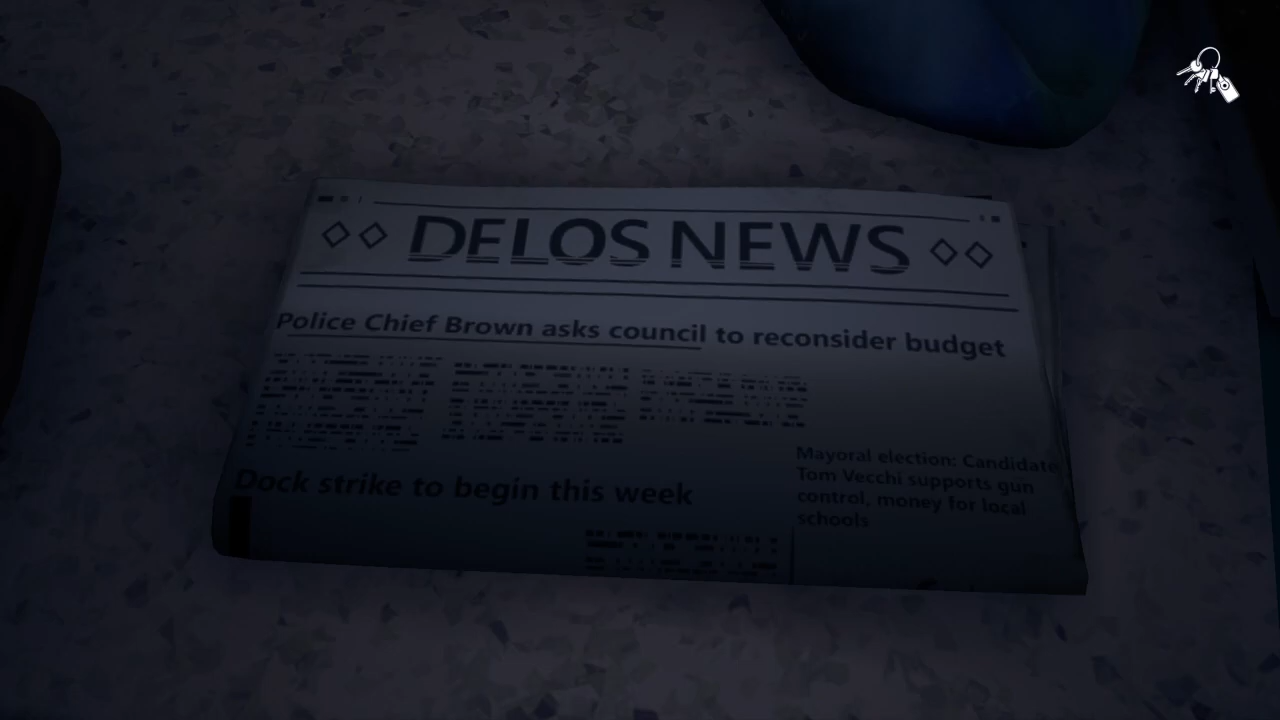 DELOS NEWS
Police Chief Brown asks council to reconsider budget
Dock strike to begin this week
Mayoral election: Candidate
Tom Vecchi supports gun
control, money for local
schools